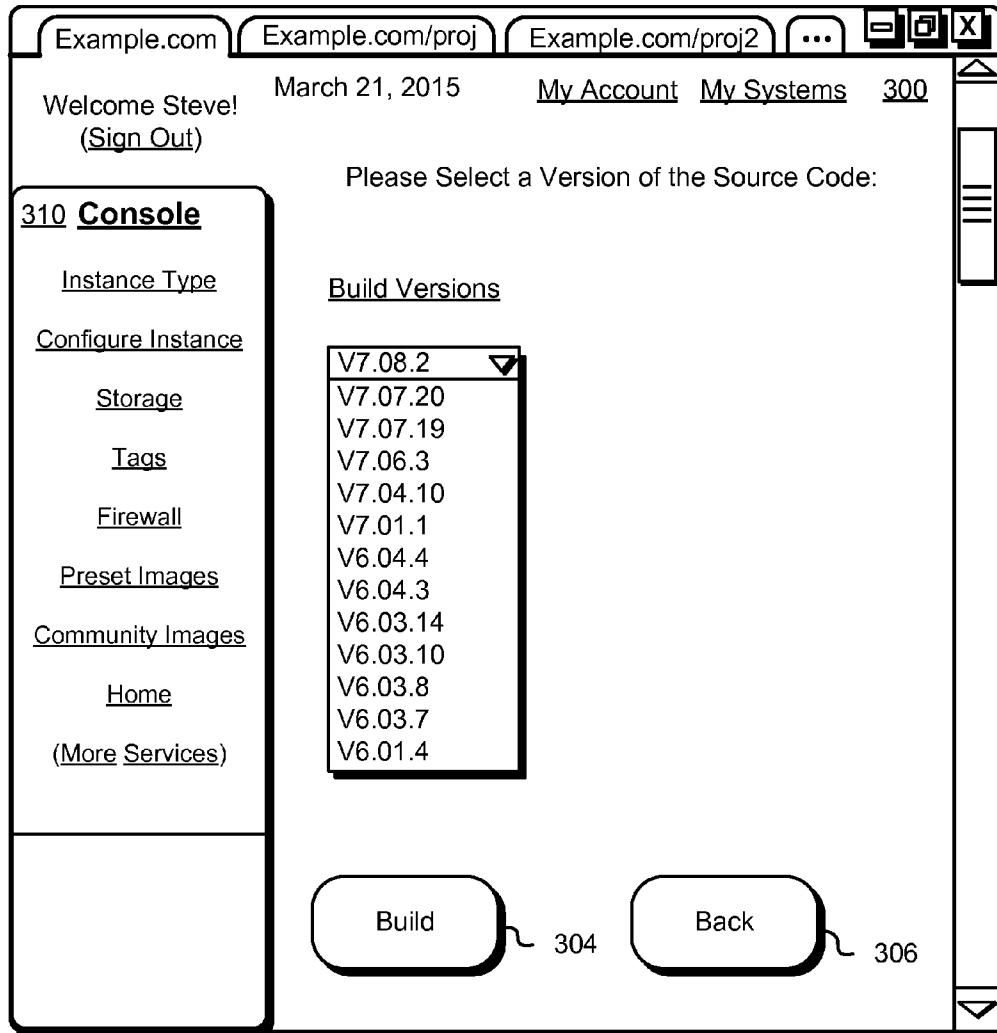 Example.com
Example.com/proj
Example.com/proj2
...
X
Welcome Steve!
(Sign Out)
March 21, 2015
My Account
My Systems
300
Please Select a Version of the Source Code:
310 Console
Instance Type
Configure Instance
Storage
Tags
Firewall
Preset Images
Community Images
Home
(More Services)
Build Versions
V7.08.2
V7.07.20
V7.07.19
V7.06.3
V7.04.10
V7.01.1
V6.04.4
V6.04.3
V6.03.14
V6.03.10
V6.03.8
V6.03.7
V6.01.4
Build
304
Back
306